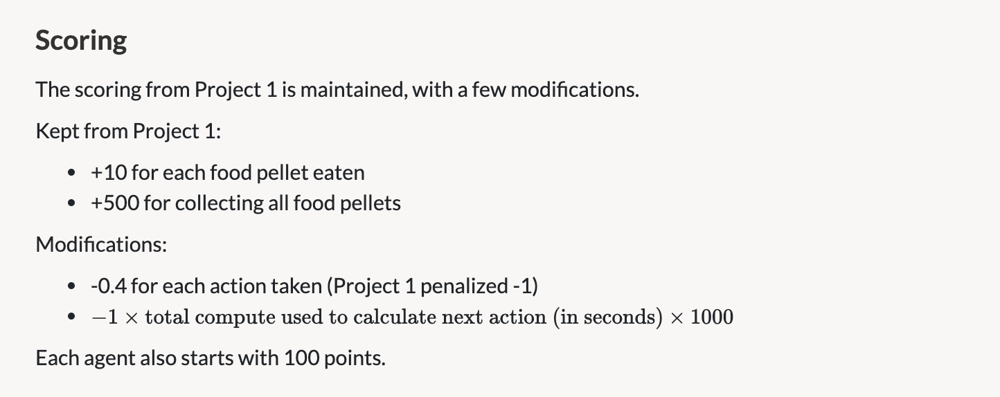 Scoring
The scoring from Project 1 is maintained, with a few modifications.
Kept from Project 1:
• +10 for each food pellet eaten
• +500 for collecting all food pellets
Modifications:
• -0.4 for each action taken (Project 1 penalized -1)
• −1 × total compute used to calculate next action (in seconds) × 1000
Each agent also starts with 100 points.